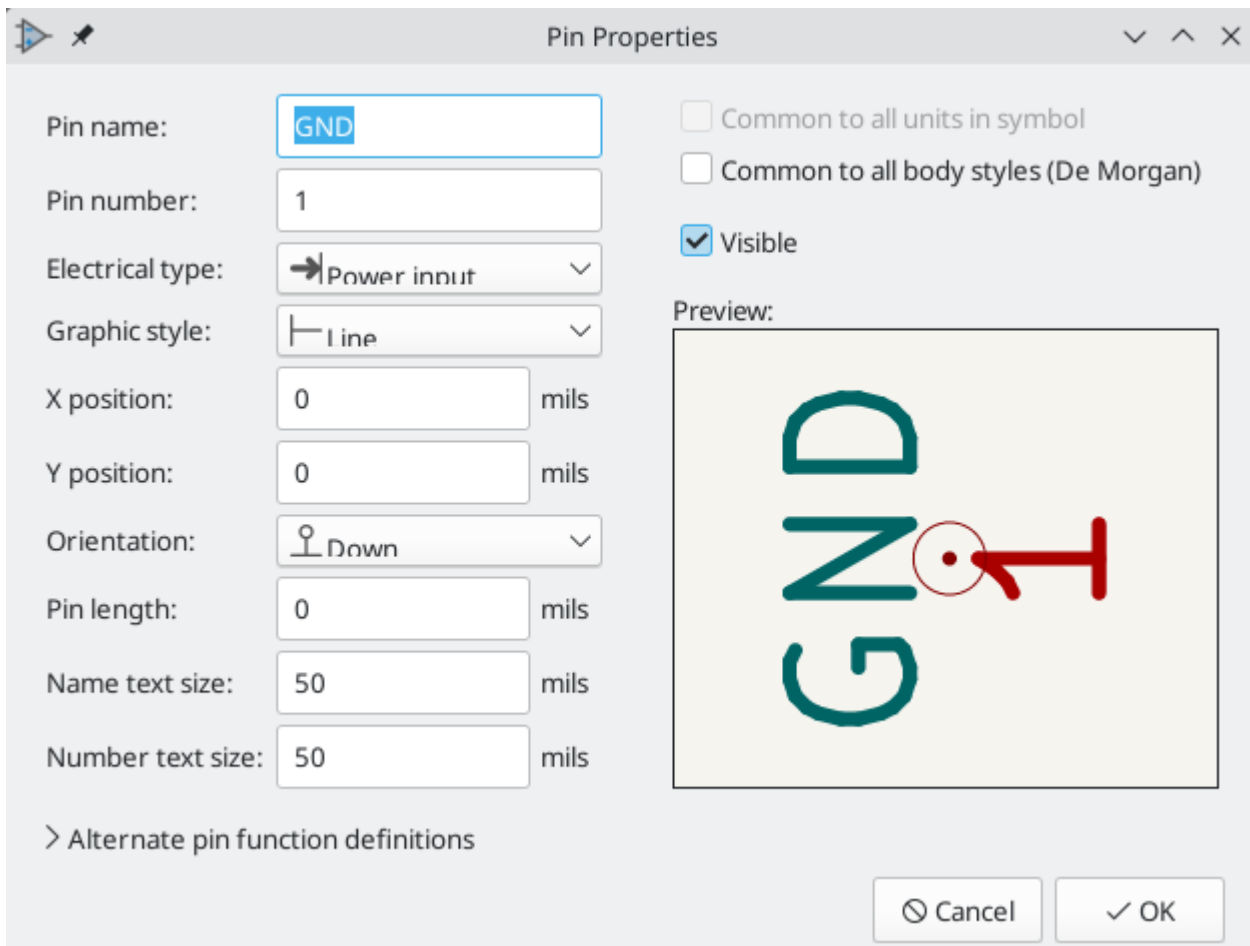 Pin Properties
Pin name: GND
Pin number: 1
Electrical type: Power input
Graphic style: Line
X position: 0 mils
Y position: 0 mils
Orientation: Down
Pin length: 0 mils
Name text size: 50 mils
Number text size: 50 mils
Alternate pin function definitions
Common to all units in symbol
Common to all body styles (De Morgan)
Visible
Preview:
GND
1
Cancel
OK